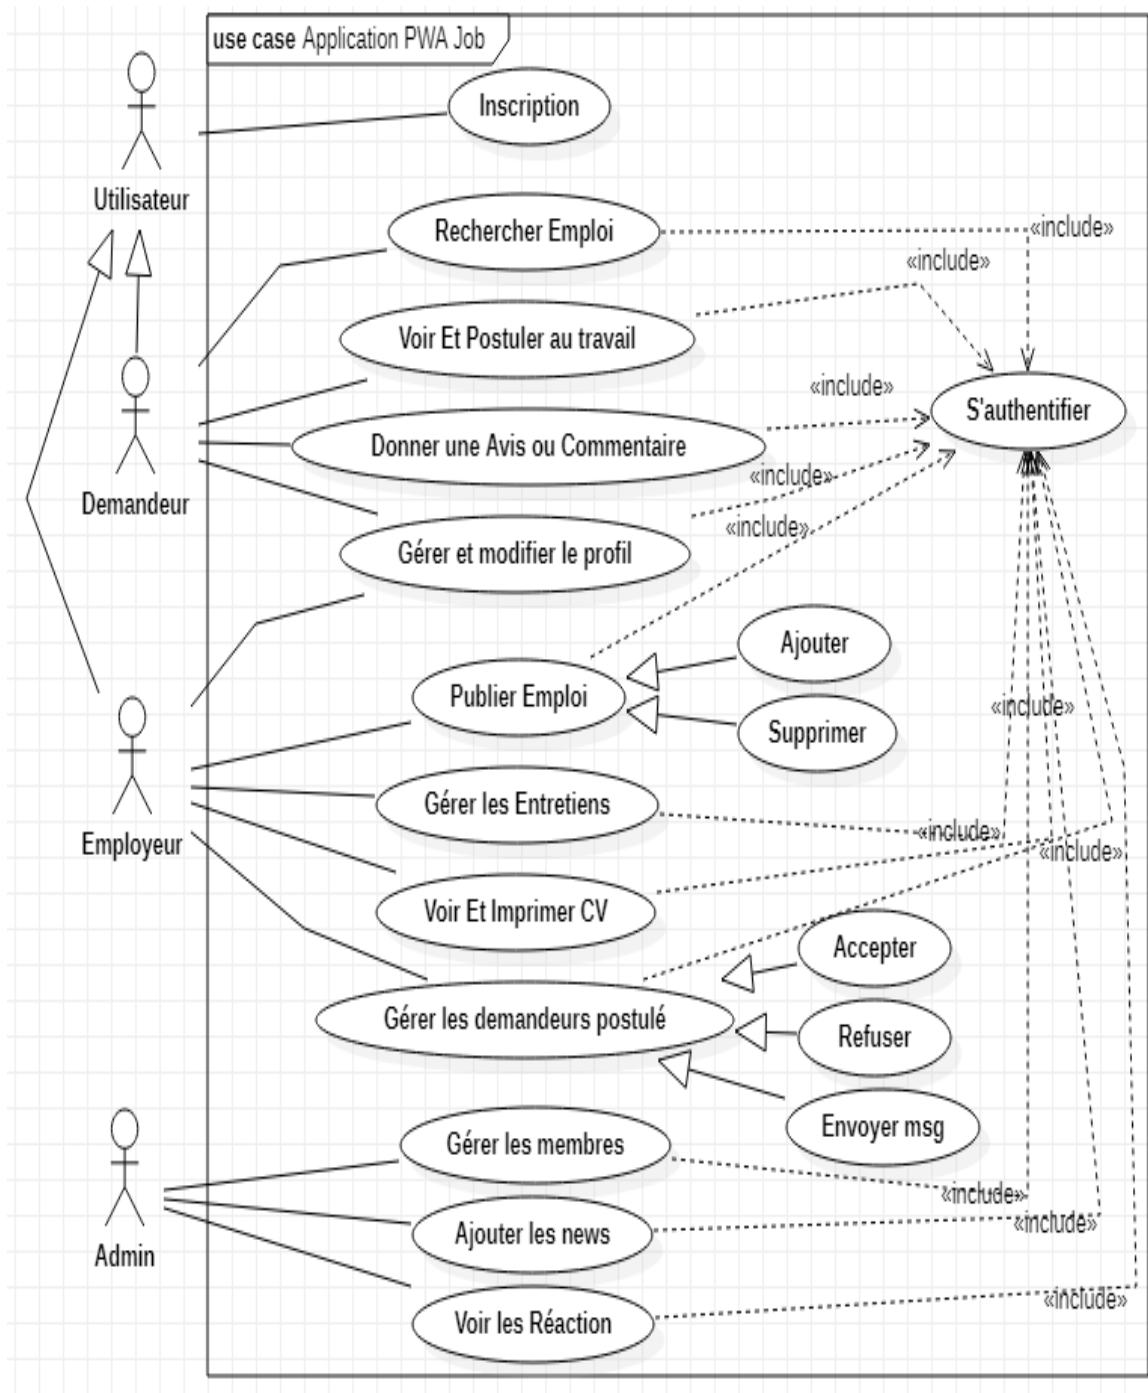 use case Application PWA Job
Inscription
Utilisateur
Rechercher Emploi
«include»
«include»
Voir Et Postuler au travail
«include»
S'authentifier
Donner une Avis ou Commentaire
«include»
Demandeur
«include»
Gérer et modifier le profil
Ajouter
Publier Emploi
«include»
Supprimer
Gérer les Entretiens
«include»
Employeur
«include»
Voir Et Imprimer CV
Accepter
Gérer les demandeurs postulé
Refuser
Envoyer msg
Gérer les membres
«include»
«include»
Ajouter les news
Admin
«include»
Voir les Réaction